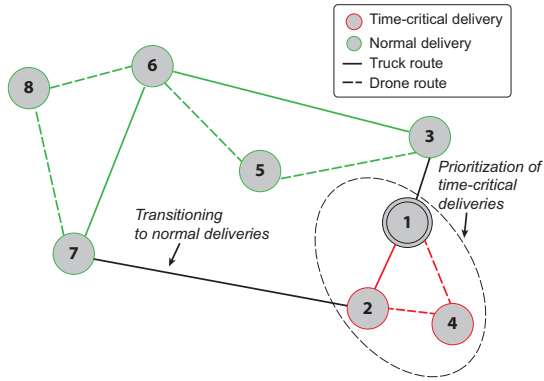 Time-critical delivery
Normal delivery
Truck route
Drone route
6
8
3
5
Prioritization of
time-critical
deliveries
Transitioning
to normal deliveries
1
7
2
4